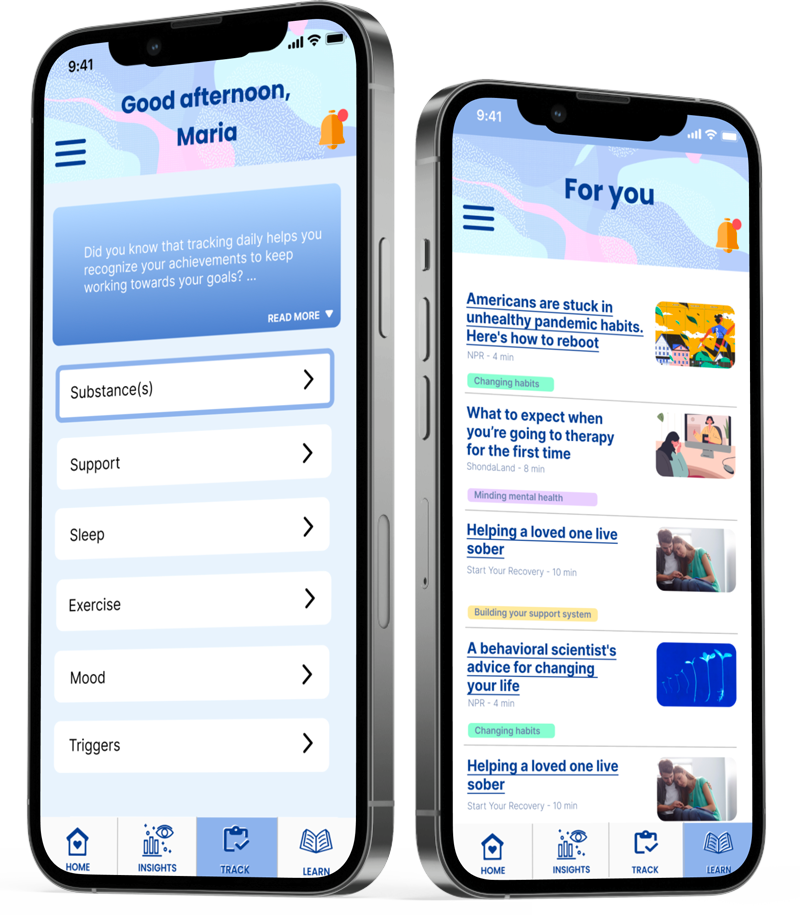 9:41
Good afternoon,
Maria
Did you know that tracking daily helps you
recognize your achievements to keep
working towards your goals? ...
READ MORE
Substance(s)
Support
Sleep
Exercise
Mood
Triggers
HOME
INSIGHTS
TRACK
LEARN
9:41
For you
Americans are stuck in
unhealthy pandemic habits.
Here's how to reboot
NPR - 4 min
Changing habits
What to expect when
you’re going to therapy
for the first time
ShondaLand - 8 min
Minding mental health
Helping a loved one live
sober
Start Your Recovery - 10 min
Building your support system
A behavioral scientist's
advice for changing
your life
NPR - 4 min
Changing habits
Helping a loved one live
sober
Start Your Recovery - 10 min
HOME
INSIGHTS
TRACK
LEARN